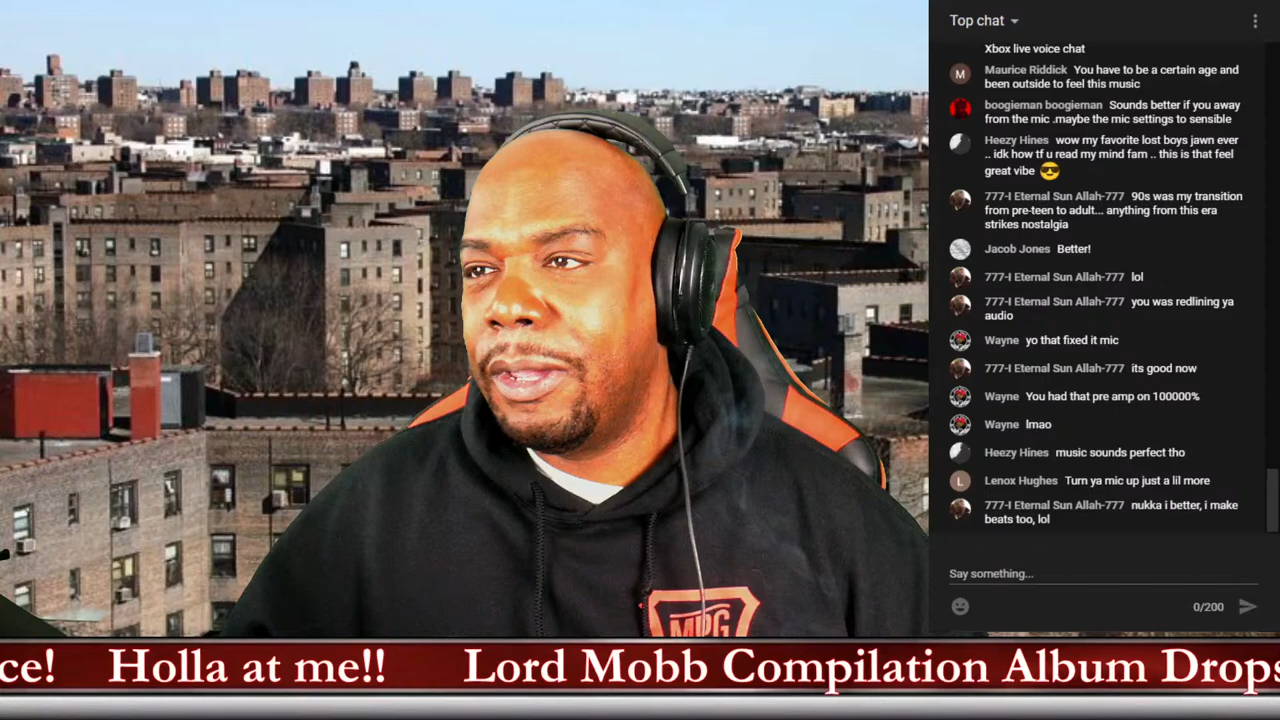 Top chat
Xbox live voice chat
M Maurice Riddick You have to be a certain age and
been outside to feel this music
boogieman boogieman Sounds better if you away
from the mic .maybe the mic settings to sensible
Heezy Hines wow my favorite lost boys jawn ever
.. idk how tf u read my mind fam .. this is that feel
great vibe 😎
777-I Eternal Sun Allah-777 90s was my transition
from pre-teen to adult... anything from this era
strikes nostalgia
Jacob Jones Better!
777-I Eternal Sun Allah-777 lol
777-I Eternal Sun Allah-777 you was redlining ya
audio
Wayne yo that fixed it mic
777-I Eternal Sun Allah-777 its good now
Wayne You had that pre amp on 100000%
Wayne lmao
Heezy Hines music sounds perfect tho
L Lenox Hughes Turn ya mic up just a lil more
777-I Eternal Sun Allah-777 nukka i better, i make
beats too, lol
Say something...
0/200
MPG
ce! Holla at me!! Lord Mobb Compilation Album Drops